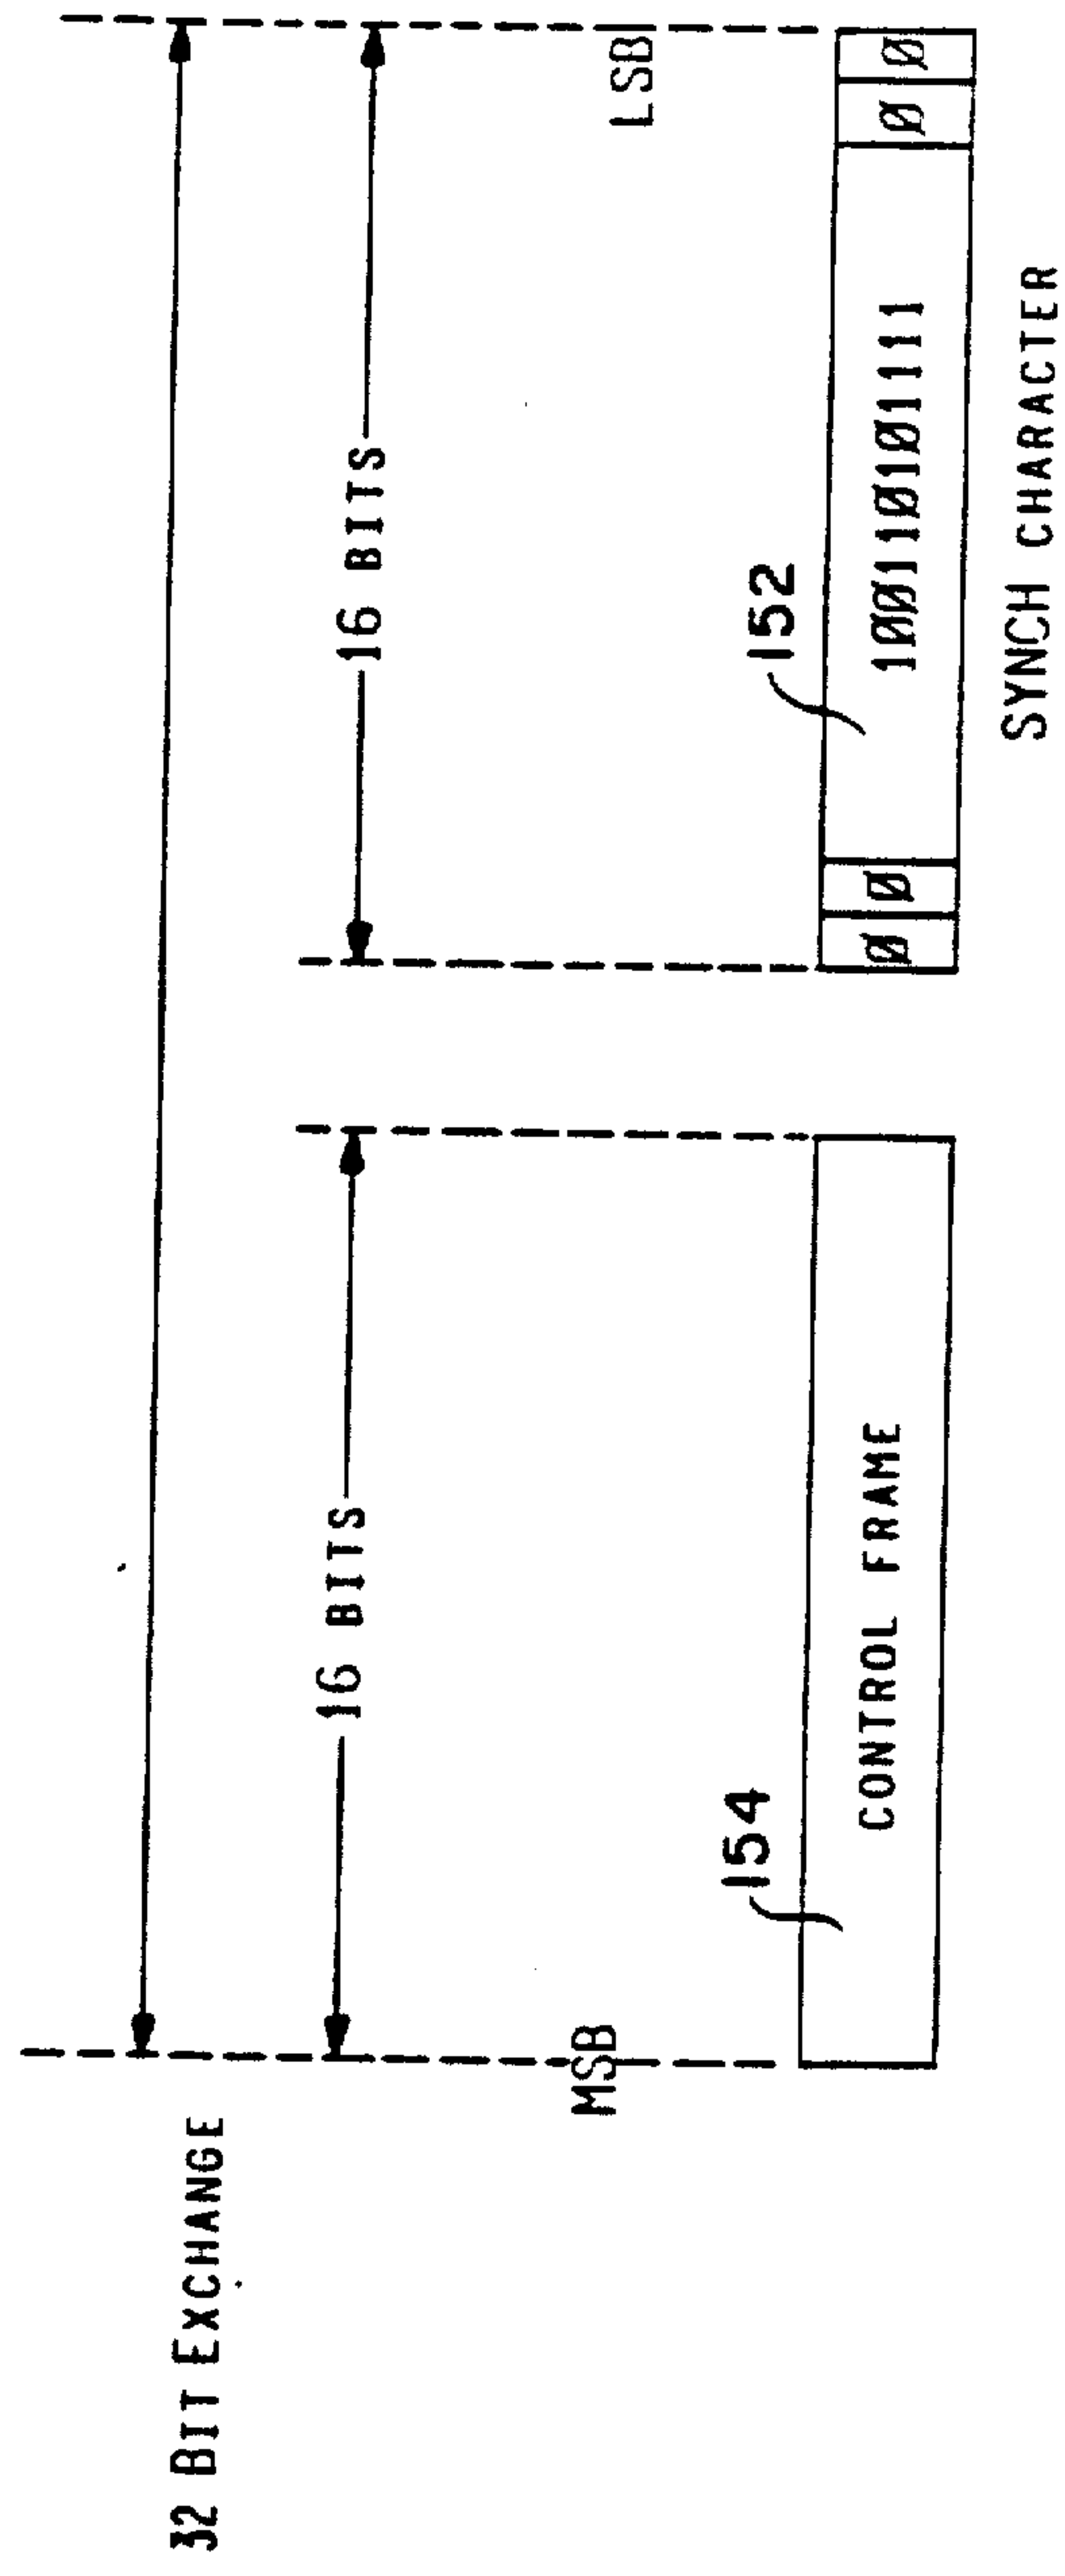 32 BIT EXCHANGE
16 BITS
16 BITS
MSB
LSB
154
152
CONTROL FRAME
Ø Ø 1ØØ11Ø1Ø1111 Ø Ø
SYNCH CHARACTER